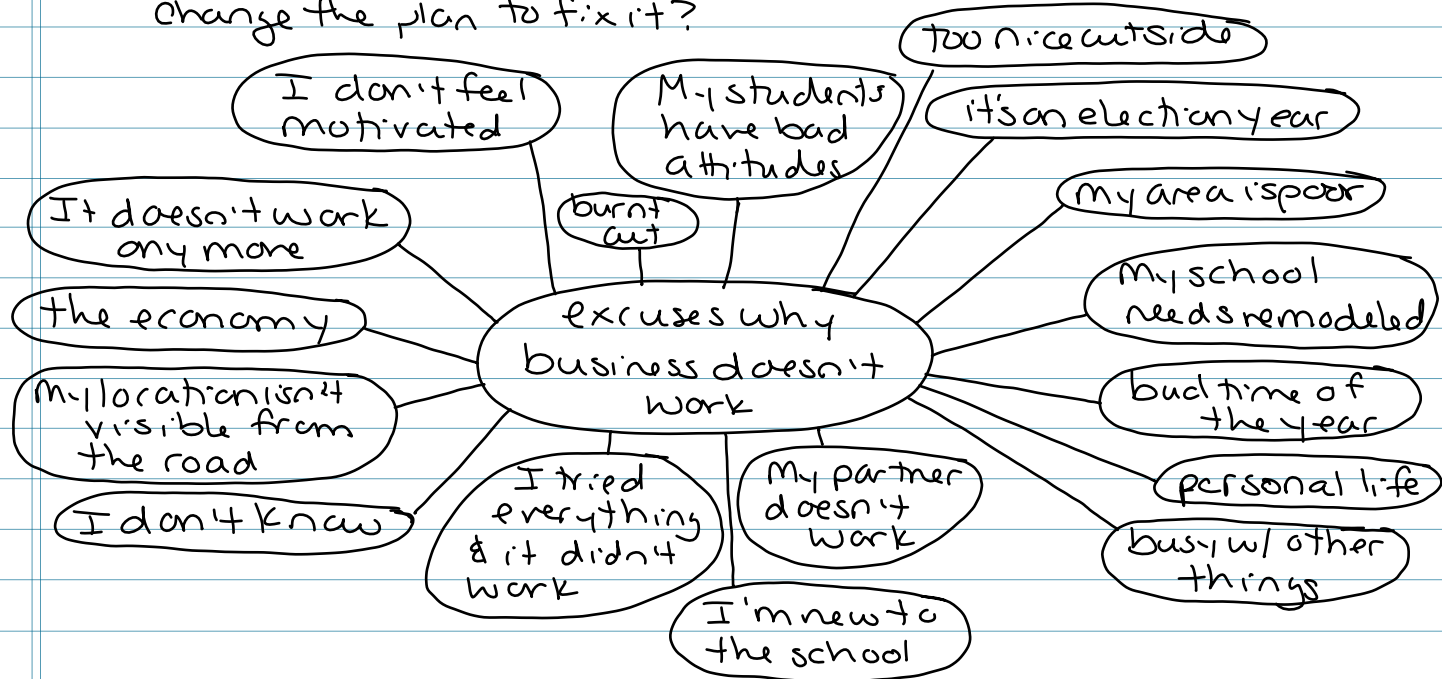 change the plan to fix it?
too nice outside
I don't feel
motivated
My students
have bad
attitudes
it's an election year
my area is poor
burnt
out
It doesn't work
any more
my school
needs remodeled
the economy
excuses why
business doesn't
work
my location isn't
visible from
the road
bad time of
the year
personal life
I don't know
I tried
everything
& it didn't
work
My partner
doesn't
work
busy w/ other
things
I'm new to
the school